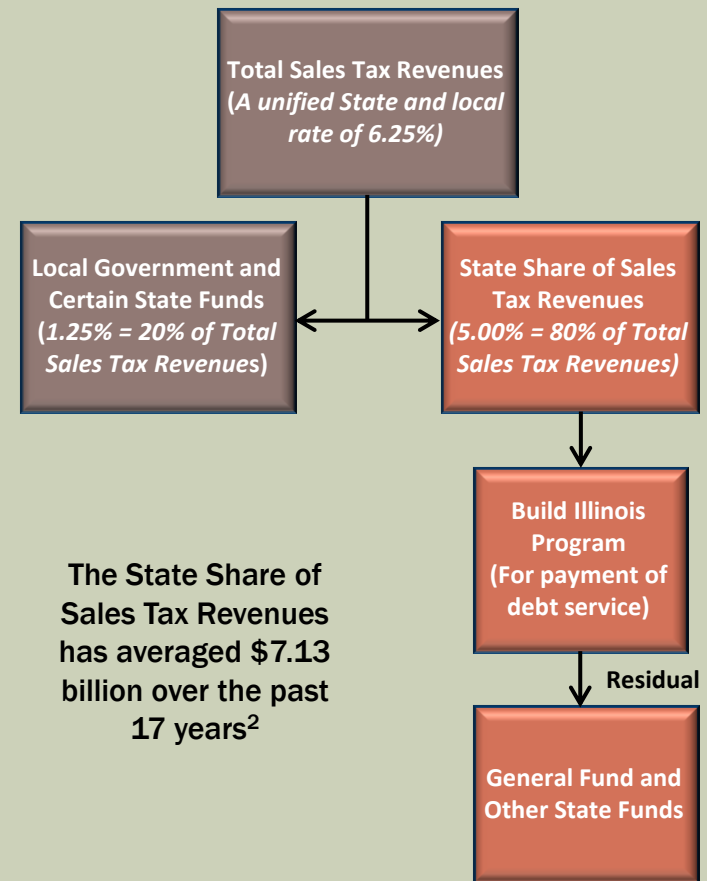 Total Sales Tax Revenues
(A unified State and local
rate of 6.25%)
Local Government and
Certain State Funds
(1.25% = 20% of Total
Sales Tax Revenues)
State Share of Sales
Tax Revenues
(5.00% = 80% of Total
Sales Tax Revenues)
Build Illinois
Program
(For payment of
debt service)
Residual
General Fund and
Other State Funds
The State Share of
Sales Tax Revenues
has averaged $7.13
billion over the past
17 years²